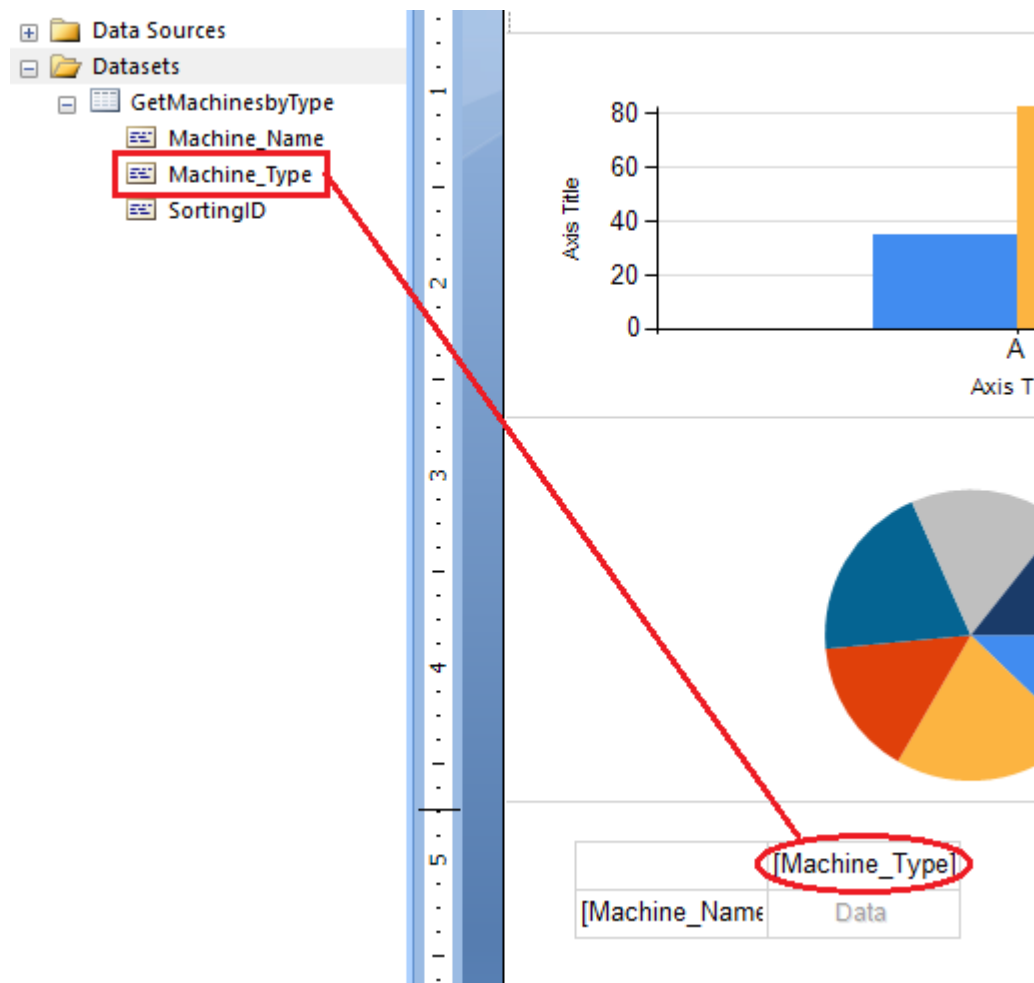 Data Sources
Datasets
GetMachinesbyType
Machine_Name
Machine_Type
SortingID
1
2
3
4
5
80
60
40
20
0
Axis Title
A
Axis T
[Machine_Type]
[Machine_Name
Data